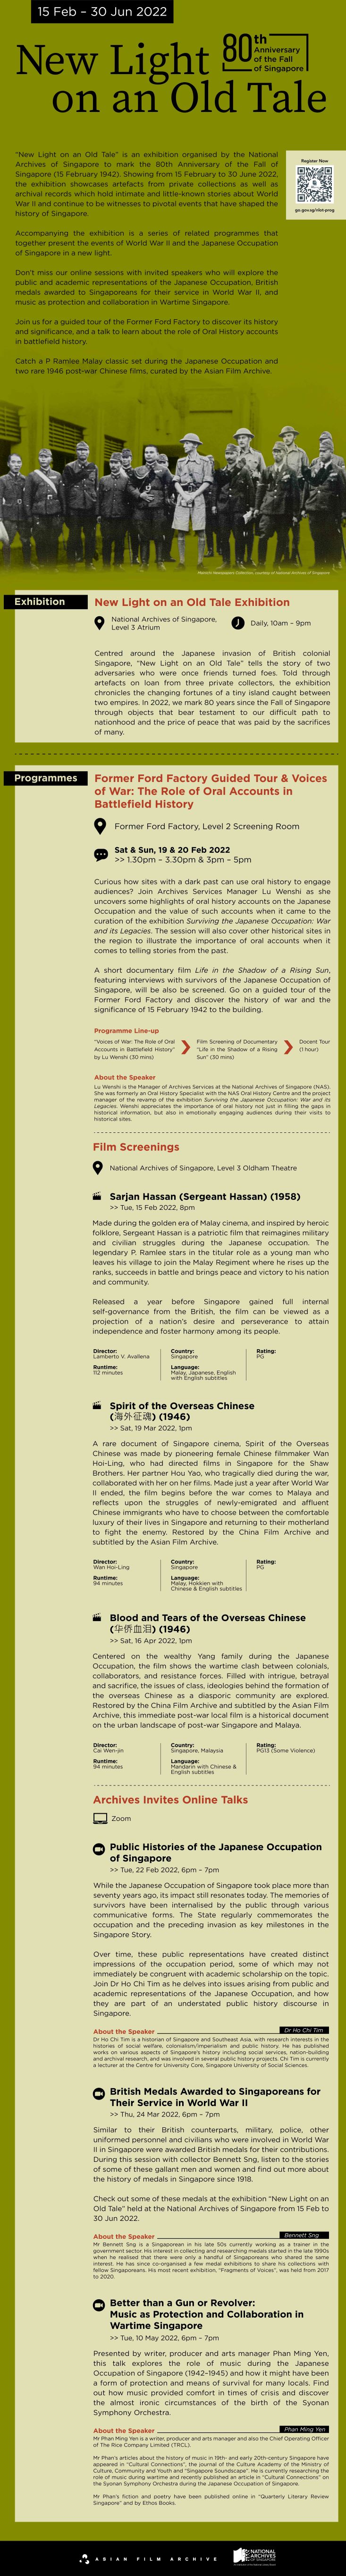 15 Feb – 30 Jun 2022
New Light
on an Old Tale
80th
Anniversary
of the Fall
of Singapore
"New Light on an Old Tale" is an exhibition organised by the National
Archives of Singapore to mark the 80th Anniversary of the Fall of
Singapore (15 February 1942). Showing from 15 February to 30 June 2022,
the exhibition showcases artefacts from private collections as well as
archival records which hold intimate and little-known stories about World
War II and continue to be witnesses to pivotal events that have shaped the
history of Singapore.
Register Now
go.gov.sg/nlot-prog
Accompanying the exhibition is a series of related programmes that
together present the events of World War II and the Japanese Occupation
of Singapore in a new light.
Don't miss our online sessions with invited speakers who will explore the
public and academic representations of the Japanese Occupation, British
medals awarded to Singaporeans for their service in World War II, and
music as protection and collaboration in Wartime Singapore.
Join us for a guided tour of the Former Ford Factory to discover its history
and significance, and a talk to learn about the role of Oral History accounts
in battlefield history.
Catch a P Ramlee Malay classic set during the Japanese Occupation and
two rare 1946 post-war Chinese films, curated by the Asian Film Archive.
Exhibition
New Light on an Old Tale Exhibition
National Archives of Singapore,
Level 3 Atrium
Daily, 10am – 9pm
Centred around the Japanese invasion of British colonial
Singapore, "New Light on an Old Tale" tells the story of two
adversaries who were once friends turned foes. Told through
artefacts on loan from three private collectors, the exhibition
chronicles the changing fortunes of a tiny island caught between
two empires. In 2022, we mark 80 years since the Fall of Singapore
through objects that bear testament to our difficult path to
nationhood and the price of peace that was paid by the sacrifices
of many.
Programmes
Former Ford Factory Guided Tour & Voices
of War: The Role of Oral Accounts in
Battlefield History
Former Ford Factory, Level 2 Screening Room
Sat & Sun, 19 & 20 Feb 2022
>> 1.30pm – 3.30pm & 3pm – 5pm
Curious how sites with a dark past can use oral history to engage
audiences? Join Archives Services Manager Lu Wenshi as she
uncovers some highlights of oral history accounts on the Japanese
Occupation and the value of such accounts when it came to the
curation of the exhibition Surviving the Japanese Occupation: War
and its Legacies. The session will also cover other historical sites in
the region to illustrate the importance of oral accounts when it
comes to telling stories from the past.
A short documentary film Life in the Shadow of a Rising Sun,
featuring interviews with survivors of the Japanese Occupation of
Singapore, will also be screened. Go on a guided tour of the
Former Ford Factory and discover the history of war and the
significance of 15 February 1942 to the building.
Programme Line-up
"Voices of War: The Role of Oral
Accounts in Battlefield History"
by Lu Wenshi (30 mins)
Film Screening of Documentary
"Life in the Shadow of a Rising
Sun" (30 mins)
Docent Tour
(1 hour)
About the Speaker
Lu Wenshi is the Manager of Archives Services at the National Archives of Singapore (NAS).
She was formerly an Oral History Specialist with the NAS Oral History Centre and the project
manager of the revamp of the exhibition Surviving the Japanese Occupation: War and its
Legacies. Wenshi appreciates the importance of oral history not just in filling the gaps in
historical information, but also in emotionally engaging audiences during their visits to
historical sites.
Film Screenings
National Archives of Singapore, Level 3 Oldham Theatre
Sarjan Hassan (Sergeant Hassan) (1958)
>> Tue, 15 Feb 2022, 8pm
Made during the golden era of Malay cinema, and inspired by heroic
folklore, Sergeant Hassan is a patriotic film that reimagines military
and civilian struggles during the Japanese occupation. The
legendary P. Ramlee stars in the titular role as a young man who
leaves his village to join the Malay Regiment where he rises up the
ranks, succeeds in battle and brings peace and victory to his nation
and community.
Released a year before Singapore gained full internal
self-governance from the British, the film can be viewed as a
projection of a nation's desire and perseverance to attain
independence and foster harmony among its people.
Director:
Lamberto V. Avellana
Runtime:
112 minutes
Country:
Singapore
Language:
Malay, Japanese, English
with English subtitles
Rating:
PG
Spirit of the Overseas Chinese
(海外征魂) (1946)
>> Sat, 19 Mar 2022, 1pm
A rare document of Singapore cinema, Spirit of the Overseas
Chinese was made by pioneering female Chinese filmmaker Wan
Hoi-Ling, who had directed films in Singapore for the Shaw
Brothers. Her partner Hou Yao, who tragically died during the war,
collaborated with her on her films. Made just a year after World War
II ended, the film begins before the war comes to Malaya and
reflects upon the struggles of newly-emigrated and affluent
Chinese immigrants who have to choose between the comfortable
luxury of their lives in Singapore and returning to their motherland
to fight the enemy. Restored by the China Film Archive and
subtitled by the Asian Film Archive.
Director:
Wan Hoi-Ling
Runtime:
94 minutes
Country:
Singapore
Language:
Malay, Hokkien with
Chinese & English subtitles
Rating:
PG
Blood and Tears of the Overseas Chinese
(华侨血泪) (1946)
>> Sat, 16 Apr 2022, 1pm
Centered on the wealthy Yang family during the Japanese
Occupation, the film shows the wartime clash between colonials,
collaborators, and resistance forces. Filled with intrigue, betrayal
and sacrifice, the issues of class, ideologies behind the formation of
the overseas Chinese as a diasporic community are explored.
Restored by the China Film Archive and subtitled by the Asian Film
Archive, this immediate post-war local film is a historical document
on the urban landscape of post-war Singapore and Malaya.
Director:
Cai Wen-jin
Runtime:
94 minutes
Country:
Singapore, Malaysia
Language:
Mandarin with Chinese &
English subtitles
Rating:
PG13 (Some Violence)
Archives Invites Online Talks
Zoom
Public Histories of the Japanese Occupation
of Singapore
>> Tue, 22 Feb 2022, 6pm – 7pm
While the Japanese Occupation of Singapore took place more than
seventy years ago, its impact still resonates today. The memories of
survivors have been internalised by the public through various
communicative forms. The State regularly commemorates the
occupation and the preceding invasion as key milestones in the
Singapore Story.
Over time, these public representations have created distinct
impressions of the occupation period, some of which may not
immediately be congruent with academic scholarship on the topic.
Join Dr Ho Chi Tim as he delves into issues arising from public and
academic representations of the Japanese Occupation, and how
they are part of an understated public history discourse in
Singapore.
About the Speaker
Dr Ho Chi Tim
Dr Ho Chi Tim is a historian of Singapore and Southeast Asia, with research interests in the
histories of social welfare, colonialism/imperialism and public history. He has published
works on various aspects of Singapore's history including social services, nation-building
and archival research, and was involved in several public history projects. Chi Tim is currently
a lecturer at the Centre for University Core, Singapore University of Social Sciences.
British Medals Awarded to Singaporeans for
Their Service in World War II
>> Thu, 24 Mar 2022, 6pm – 7pm
Similar to their British counterparts, military, police, other
uniformed personnel and civilians who were involved in World War
II in Singapore were awarded British medals for their contributions.
During this session with collector Bennett Sng, listen to the stories
of some of these gallant men and women and find out more about
the history of medals in Singapore since 1918.
Check out some of these medals at the exhibition "New Light on an
Old Tale" held at the National Archives of Singapore from 15 Feb to
30 Jun 2022.
About the Speaker
Bennett Sng
Mr Bennett Sng is a Singaporean in his late 50s currently working as a trainer in the
government sector. His interest in collecting and researching medals started in the late 1990s
when he realised that there were only a handful of Singaporeans who shared the same
interest. He has since co-organised a few medal exhibitions to share his collections with
fellow Singaporeans. His most recent exhibition, "Fragments of Voices", was held from 2017
to 2020.
Better than a Gun or Revolver:
Music as Protection and Collaboration in
Wartime Singapore
>> Tue, 10 May 2022, 6pm – 7pm
Presented by writer, producer and arts manager Phan Ming Yen,
this talk explores the role of music during the Japanese
Occupation of Singapore (1942–1945) and how it might have been
a form of protection and means of survival for many locals. Find
out how music provided comfort in times of crisis and discover
the almost ironic circumstances of the birth of the Syonan
Symphony Orchestra.
About the Speaker
Phan Ming Yen
Mr Phan Ming Yen is a writer, producer and arts manager and also the Chief Operating Officer
of The Rice Company Limited (TRCL).
Mr Phan's articles about the history of music in 19th- and early 20th-century Singapore have
appeared in "Cultural Connections", the journal of the Culture Academy of the Ministry of
Culture, Community and Youth and "Singapore Soundscape". He is currently researching the
role of music during wartime and recently published an article in "Cultural Connections" on
the Syonan Symphony Orchestra during the Japanese Occupation of Singapore.
Mr Phan's fiction and poetry have been published online in "Quarterly Literary Review
Singapore" and by Ethos Books.
ASIAN FILM ARCHIVE
NATIONAL
ARCHIVES
OF SINGAPORE